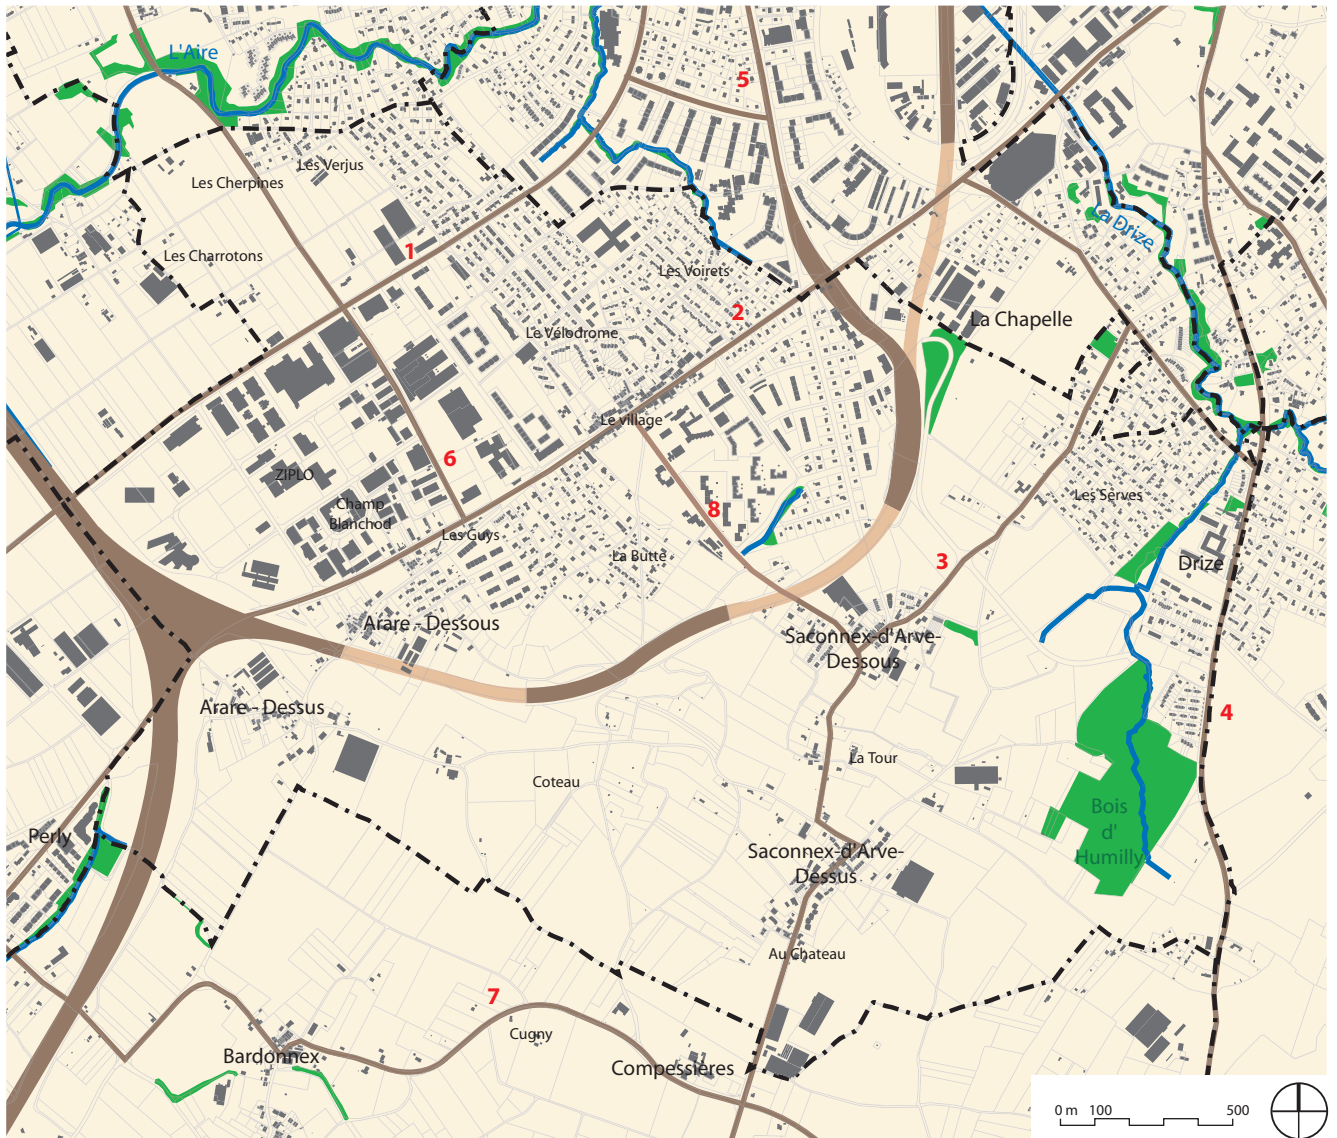 L'Aire
5
Les Verjus
Les Cherpines
La Drize
1
Les Charrotons
Les Voirets
2
La Chapelle
Le Vélodrome
Le village
6
ZIPLO
Les Serves
Champ
Blanchod
8
Les Guys
La Butte
3
Drize
Arare - Dessous
Saconnex-d'Arve-
Dessous
Arare - Dessus
4
La Tour
Coteau
Bois
d'
Humilly
Perly
Saconnex-d'Arve-
Dessus
Au Chateau
7
Cugny
Bardonnex
Compessières
0 m 100 500